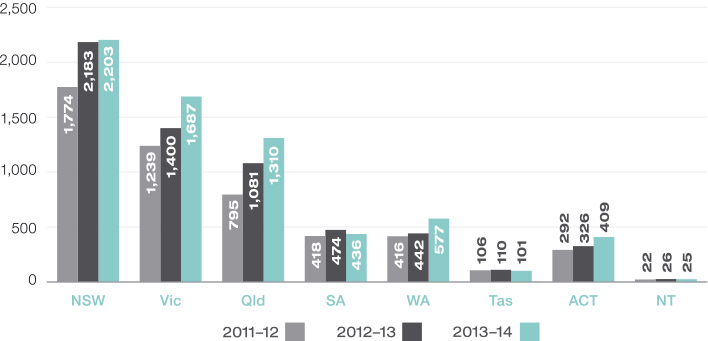 2,500
2,000
1,500
1,000
500
0
1,774 2,183 2,203
1,239 1,400 1,687
795 1,081 1,310
418 474 436
416 442 577
106 110 101
292 326 409
22 26 25
NSW Vic Qld SA WA Tas ACT NT
2011–12 2012–13 2013–14